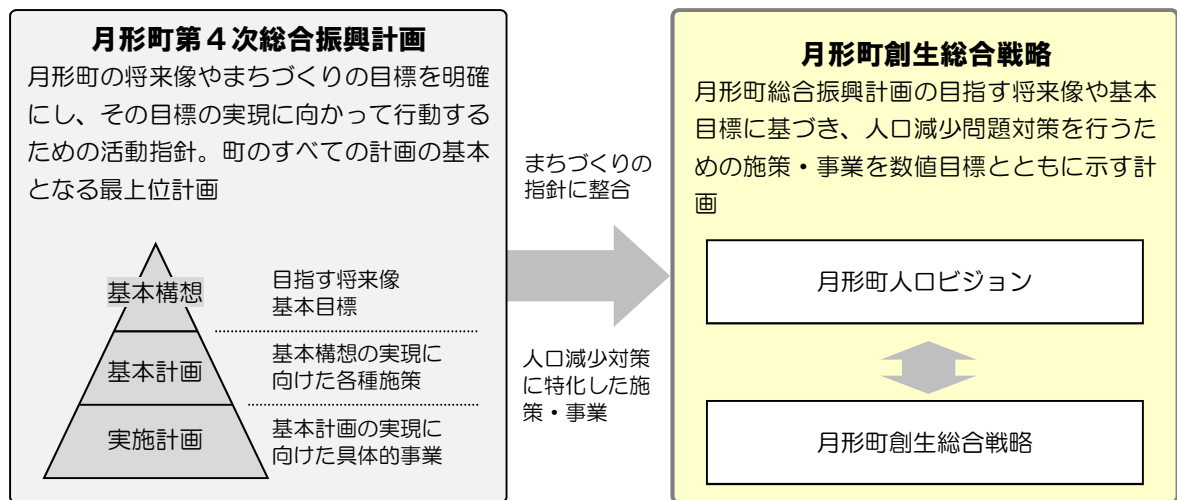 月形町第４次総合振興計画
月形町の将来像やまちづくりの目標を明確
にし、その目標の実現に向かって行動する
ための活動指針。町のすべての計画の基本
となる最上位計画
基本構想
目指す将来像
基本目標
基本計画
基本構想の実現に
向けた各種施策
実施計画
基本計画の実現に
向けた具体的事業
まちづくりの
指針に整合
人口減少対策
に特化した施
策・事業
月形町創生総合戦略
月形町総合振興計画の目指す将来像や基本
目標に基づき、人口減少問題対策を行うた
めの施策・事業を数値目標とともに示す計
画
月形町人口ビジョン
月形町創生総合戦略